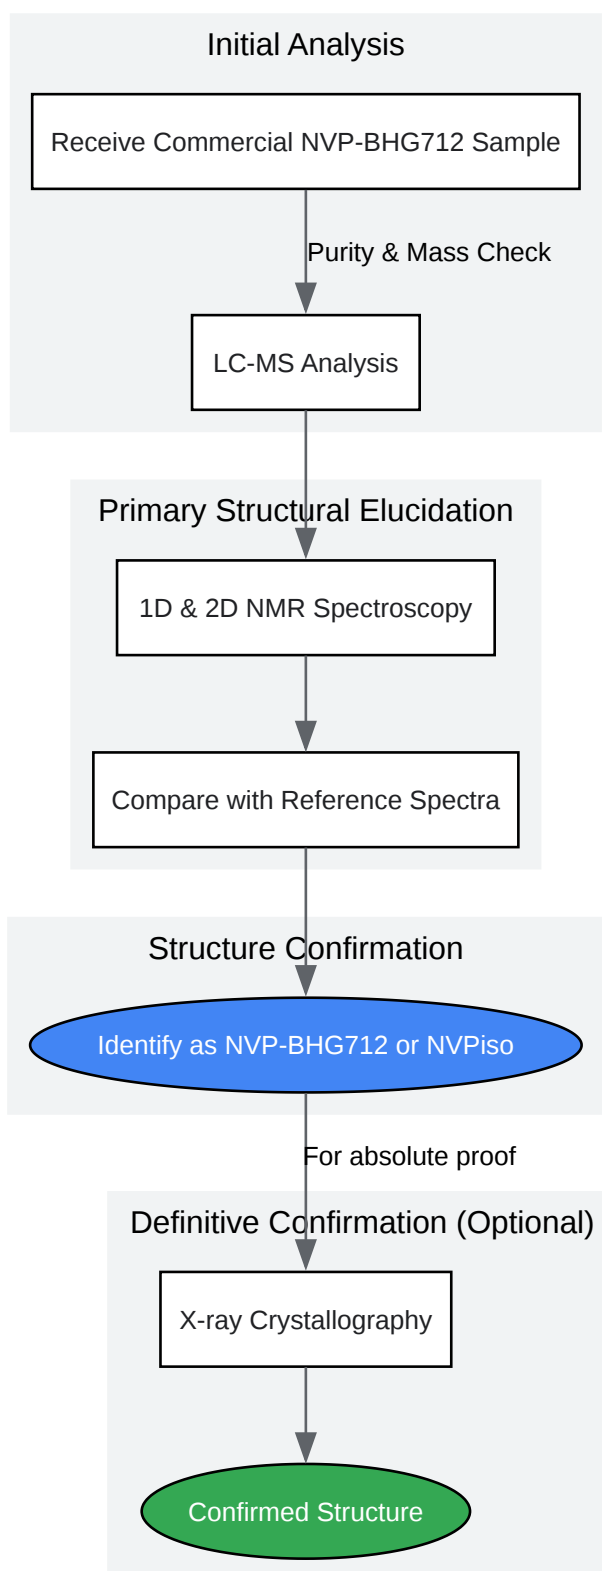 Initial Analysis
Receive Commercial NVP-BHG712 Sample
Purity & Mass Check
LC-MS Analysis
Primary Structural Elucidation
1D & 2D NMR Spectroscopy
Compare with Reference Spectra
Structure Confirmation
Identify as NVP-BHG712 or NVPiso
For absolute proof
Definitive Confirmation (Optional)
X-ray Crystallography
Confirmed Structure